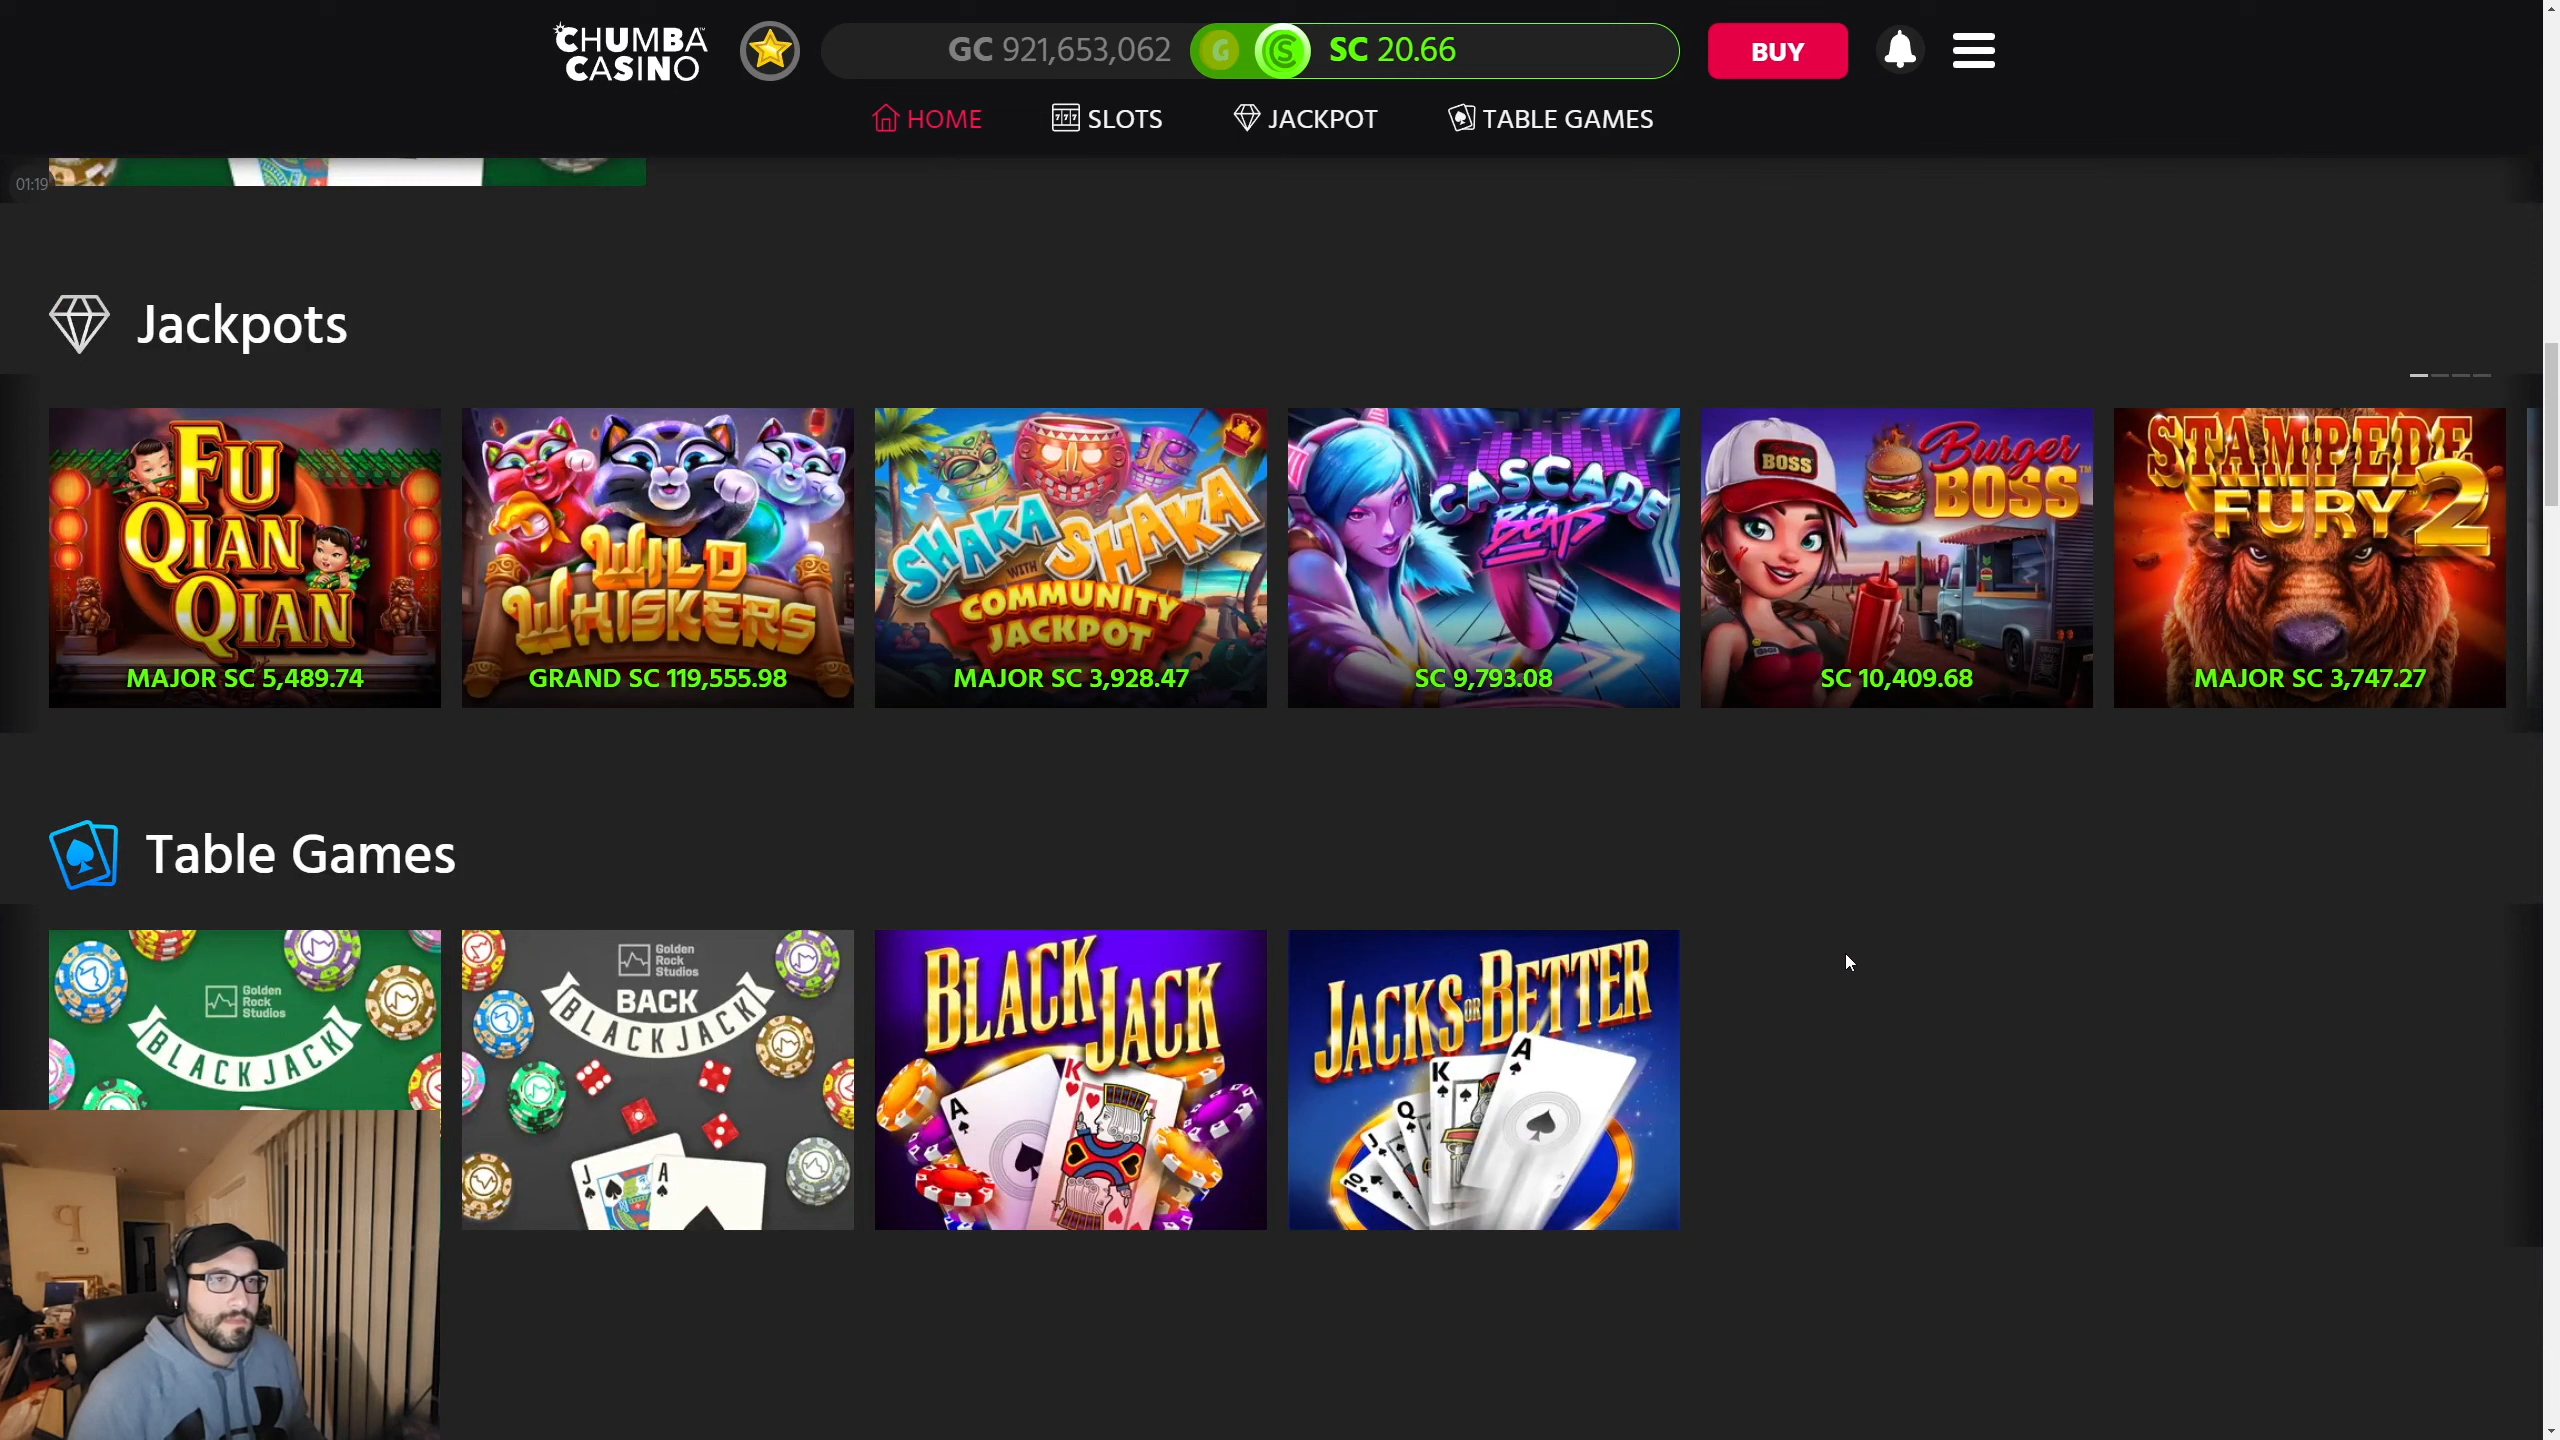 CHUMBA CASINO
GC 921,653,062
G
S
SC 20.66
BUY
HOME
777 SLOTS
JACKPOT
TABLE GAMES
01:19
Jackpots
FU QIAN QIAN
MAJOR SC 5,489.74
WILD WHISKERS
GRAND SC 119,555.98
SHAKA SHAKA
WITH
COMMUNITY JACKPOT
MAJOR SC 3,928.47
CASCADE BEATS
SC 9,793.08
BOSS
Burger BOSS™
SC 10,409.68
STAMPEDE FURY™ 2
MAJOR SC 3,747.27
Table Games
Golden Rock Studios
BLACKJACK
Golden Rock Studios
BACK
BLACKJACK
J
A
BLACK JACK
A
K
JACKS OR BETTER
10
J
Q
K
A
P